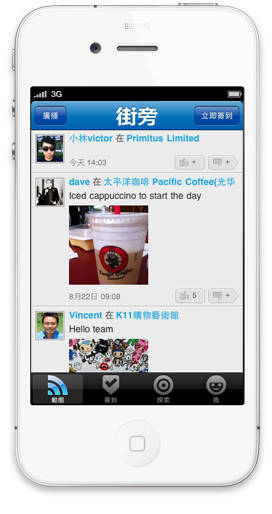 3G
廣播
街旁
立即簽到
小林victor 在 Primitus Limited
今天 14:03
+
+
dave 在 太平洋咖啡 Pacific Coffee(光华
Iced cappuccino to start the day
8月22日 09:08
5
+
Vincent 在 K11購物藝術館
Hello team
動態
簽到
探索
我